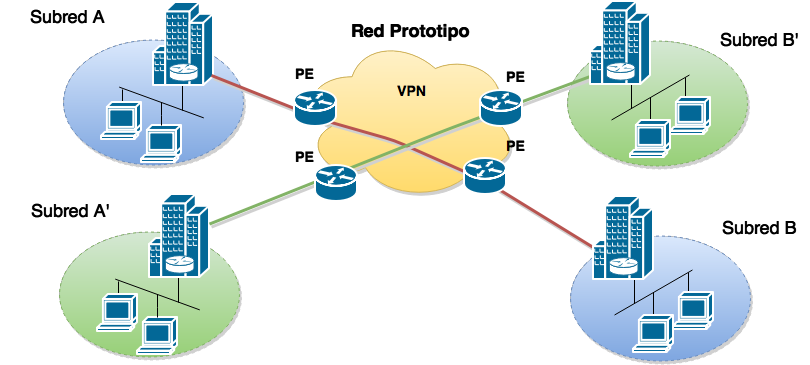 Subred A
Red Prototipo
Subred B'
PE
VPN
PE
PE
PE
Subred A'
Subred B